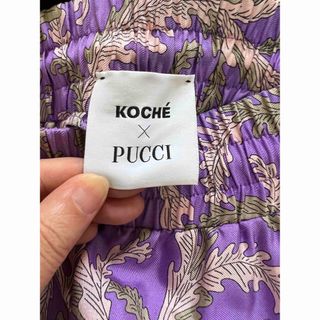 KOCHÉ
×
PUCCI